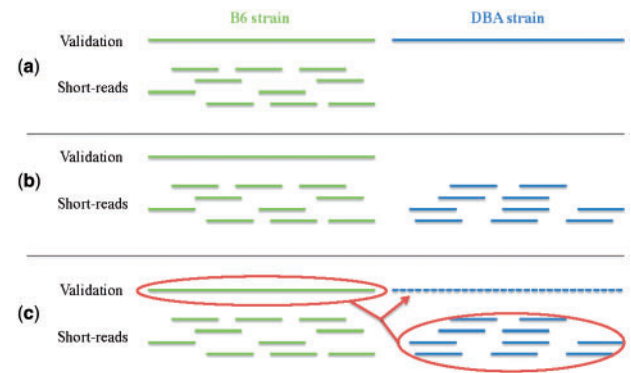 B6 strain DBA strain
Validation
(a)
Short-reads
Validation
(b)
Short-reads
Validation
(c)
Short-reads